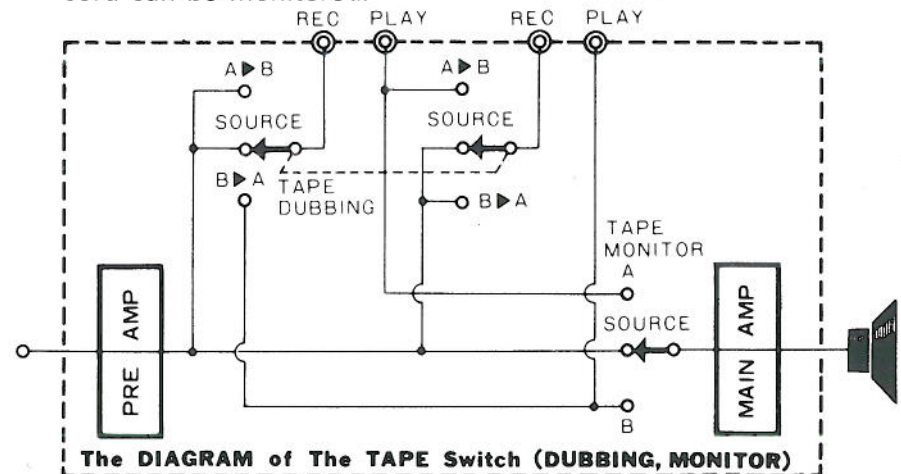 REC PLAY REC PLAY
A▶B A▶B
SOURCE SOURCE
B▶A B▶A
TAPE
DUBBING
TAPE
MONITOR
A
SOURCE
PRE AMP
MAIN AMP
B
The DIAGRAM of The TAPE Switch (DUBBING, MONITOR)